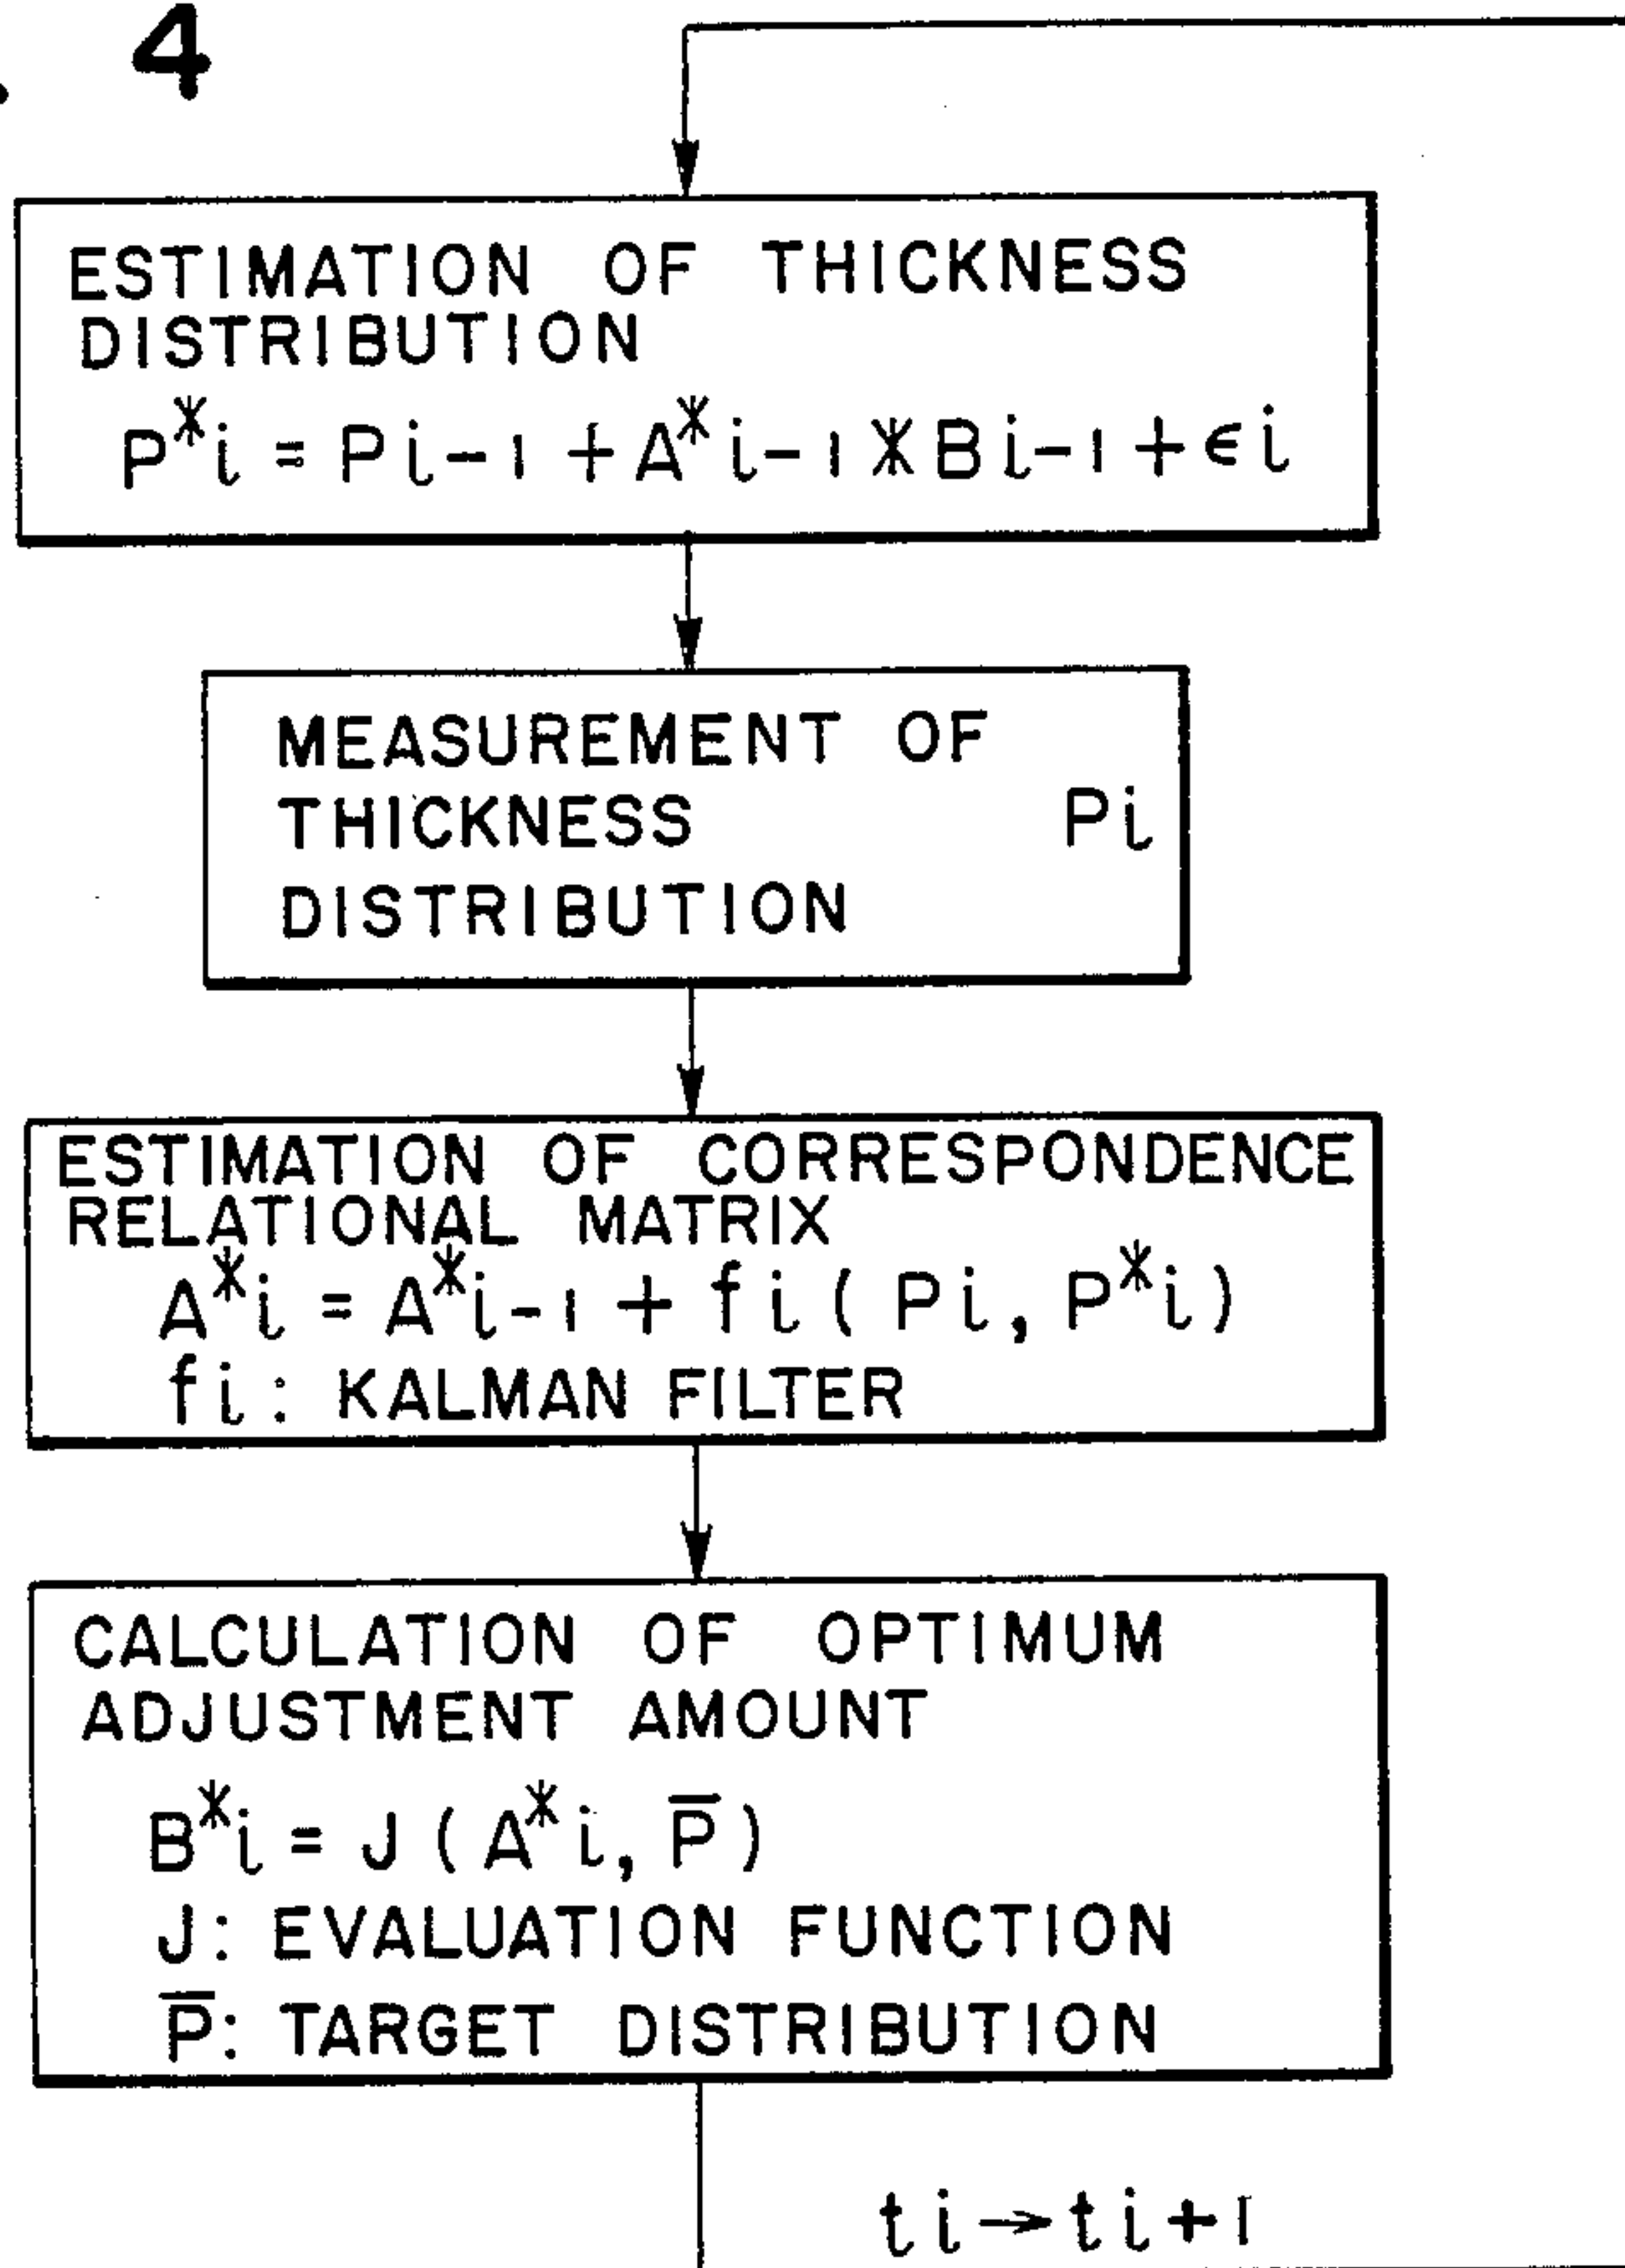 4
ESTIMATION OF THICKNESS
DISTRIBUTION
P*i = Pi-1 + A*i-1 * Bi-1 + ϵi
MEASUREMENT OF
THICKNESS Pi
DISTRIBUTION
ESTIMATION OF CORRESPONDENCE
RELATIONAL MATRIX
A*i = A*i-1 + fi ( Pi, P*i )
fi: KALMAN FILTER
CALCULATION OF OPTIMUM
ADJUSTMENT AMOUNT
B*i = J ( A*i, P̅ )
J: EVALUATION FUNCTION
P̅: TARGET DISTRIBUTION
ti→ti+1